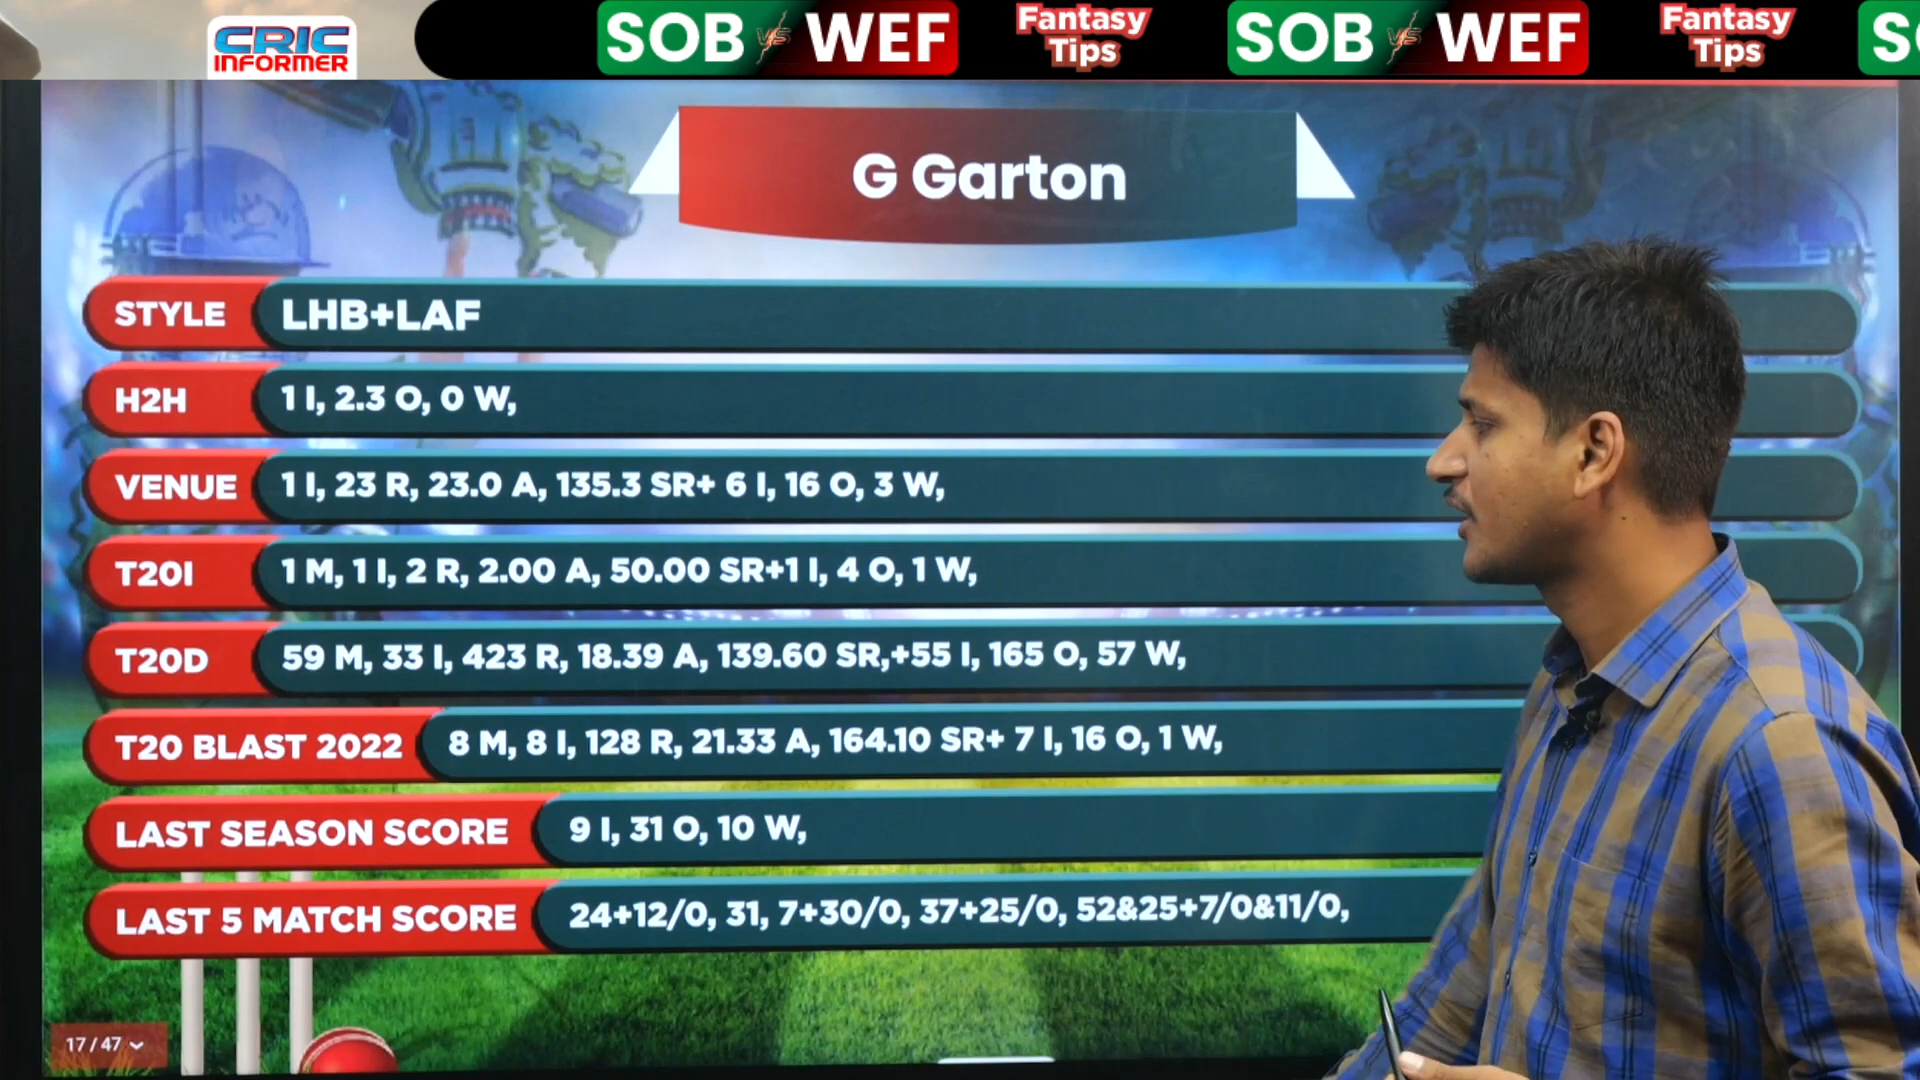 CRIC
INFORMER
SOB VS WEF
Fantasy
Tips
SOB VS WEF
Fantasy
Tips
S
G Garton
STYLE LHB+LAF
H2H 1 I, 2.3 O, 0 W,
VENUE 1 I, 23 R, 23.0 A, 135.3 SR+ 6 I, 16 O, 3 W,
T20I 1 M, 1 I, 2 R, 2.00 A, 50.00 SR+1 I, 4 O, 1 W,
T20D 59 M, 33 I, 423 R, 18.39 A, 139.60 SR,+55 I, 165 O, 57 W,
T20 BLAST 2022 8 M, 8 I, 128 R, 21.33 A, 164.10 SR+ 7 I, 16 O, 1 W,
LAST SEASON SCORE 9 I, 31 O, 10 W,
LAST 5 MATCH SCORE 24+12/0, 31, 7+30/0, 37+25/0, 52&25+7/0&11/0,
17 / 47